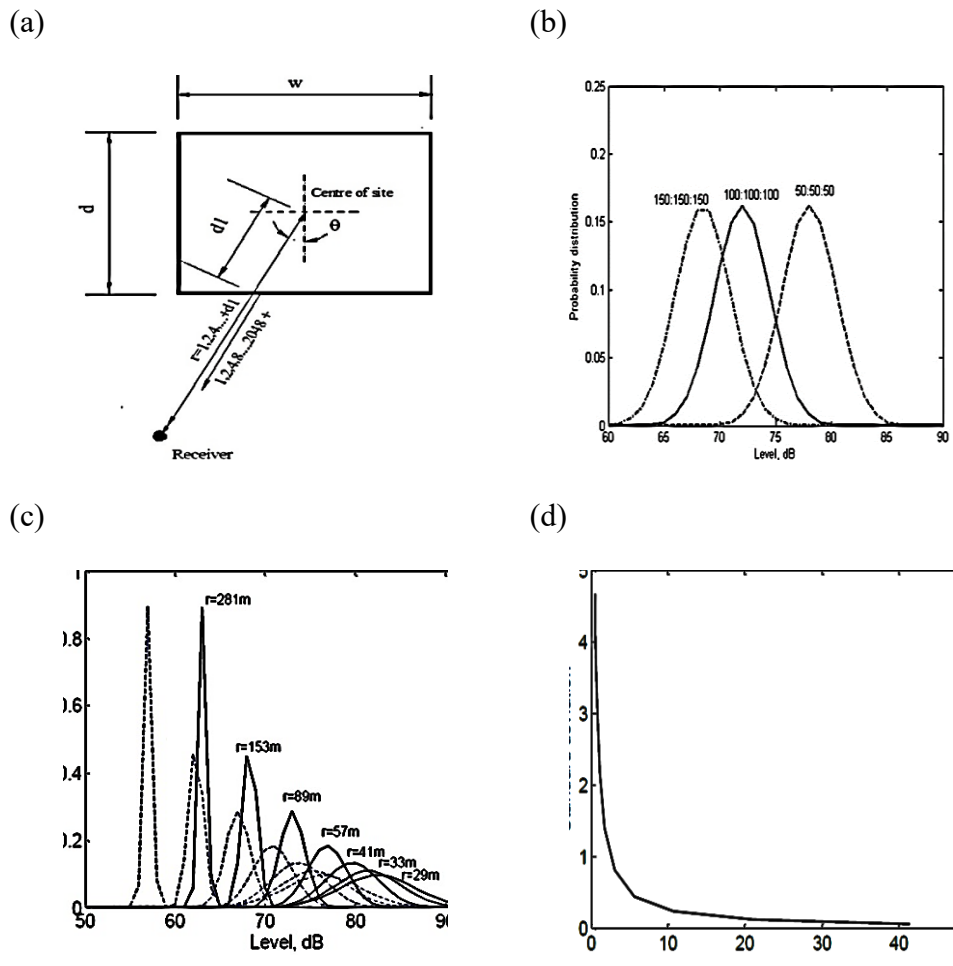 (a)
w
d
Centre of site
d1
θ
r=1,2,4,...+d1
1,2,4,8,...2048+
Receiver
(b)
0.25
0.2
0.15
0.1
0.05
0
Probability distribution
150:150:150
100:100:100
50:50:50
60
65
70
75
80
85
90
Level, dB
(c)
0.8
0.6
0.4
0.2
r=281m
r=153m
r=89m
r=57m
r=41m
r=33m
r=29m
50
60
70
80
Level, dB
(d)
5
4
3
2
1
0
0
10
20
30
40